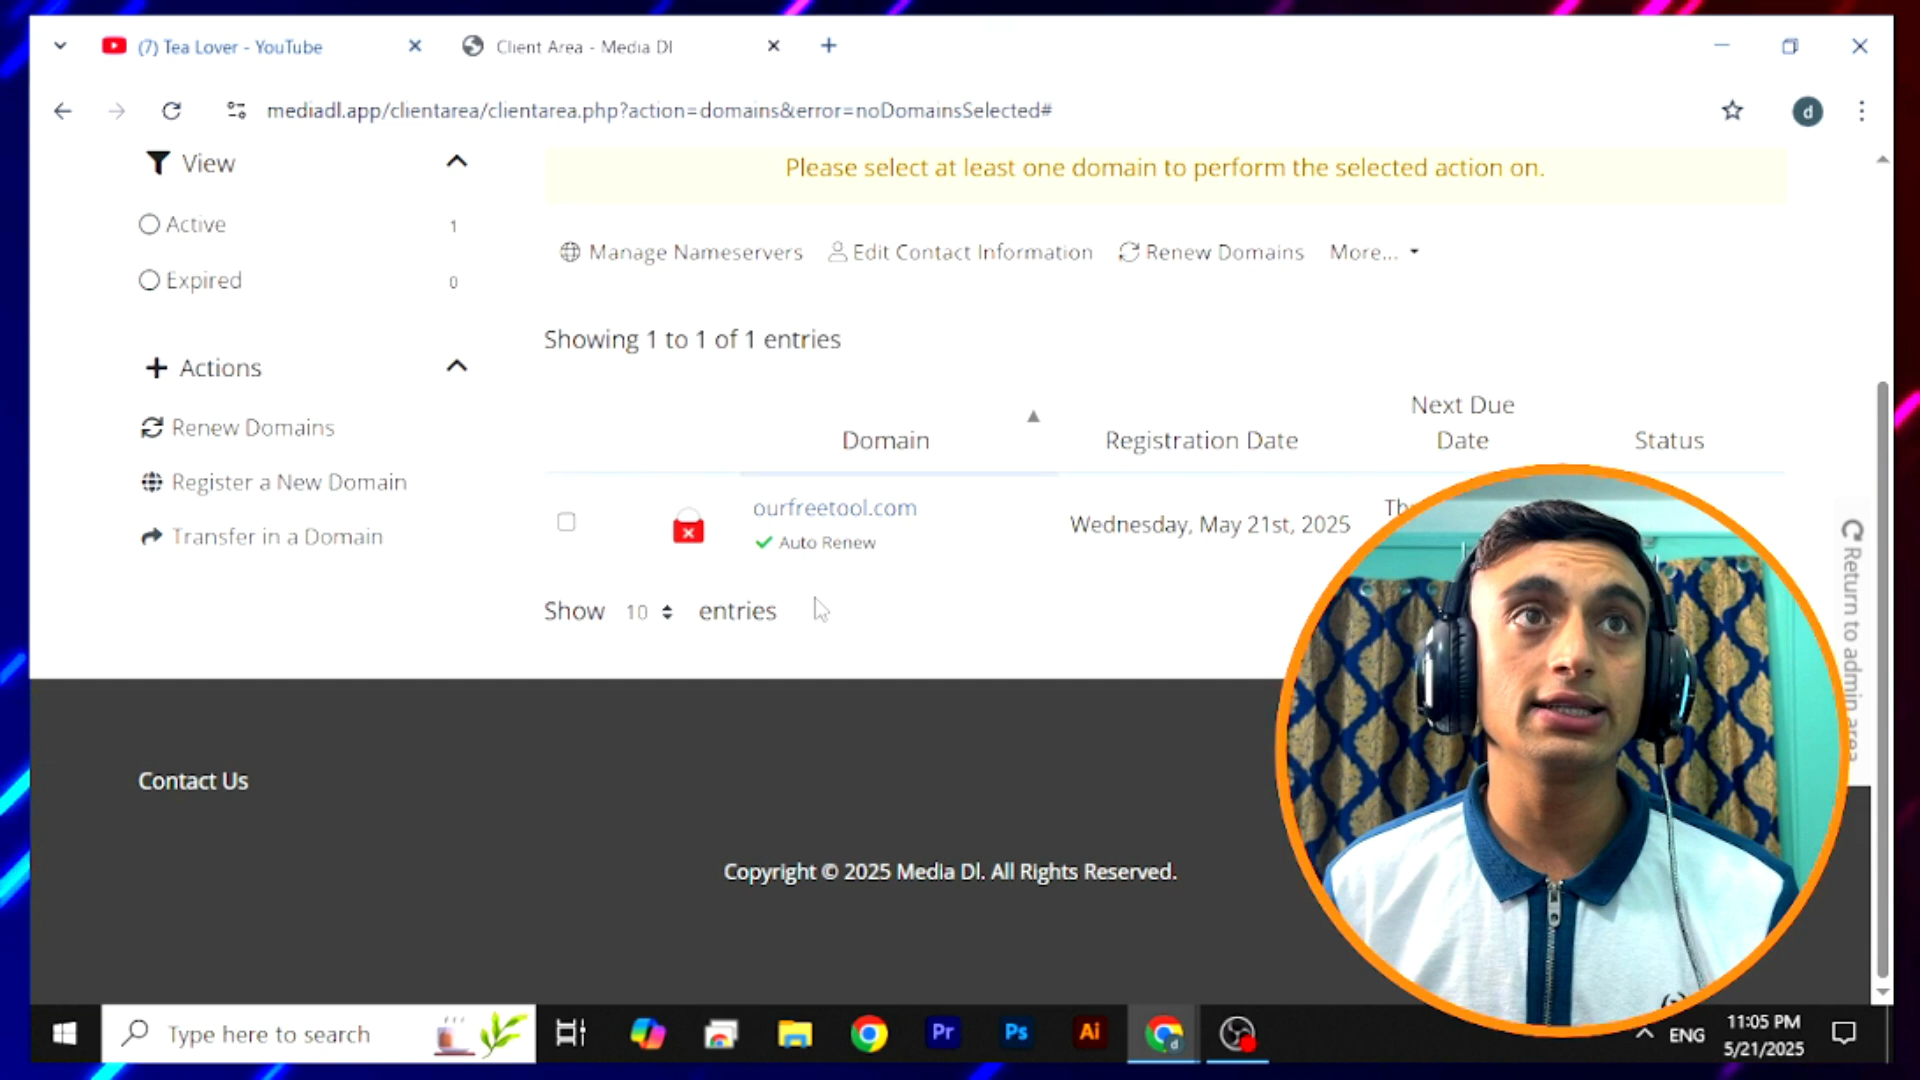 (7) Tea Lover - YouTube
Client Area - Media Dl
mediadl.app/clientarea/clientarea.php?action=domains&error=noDomainsSelected#
d
View
Active 1
Expired 0
Actions
Renew Domains
Register a New Domain
Transfer in a Domain
Please select at least one domain to perform the selected action on.
Manage Nameservers Edit Contact Information Renew Domains More...
Showing 1 to 1 of 1 entries
Domain Registration Date Next Due Date Status
ourfreetool.com Wednesday, May 21st, 2025 Th
Auto Renew
Show 10 entries
Return to admin area
Contact Us
Copyright © 2025 Media Dl. All Rights Reserved.
Type here to search
Pr
Ps
Ai
d
ENG
11:05 PM
5/21/2025